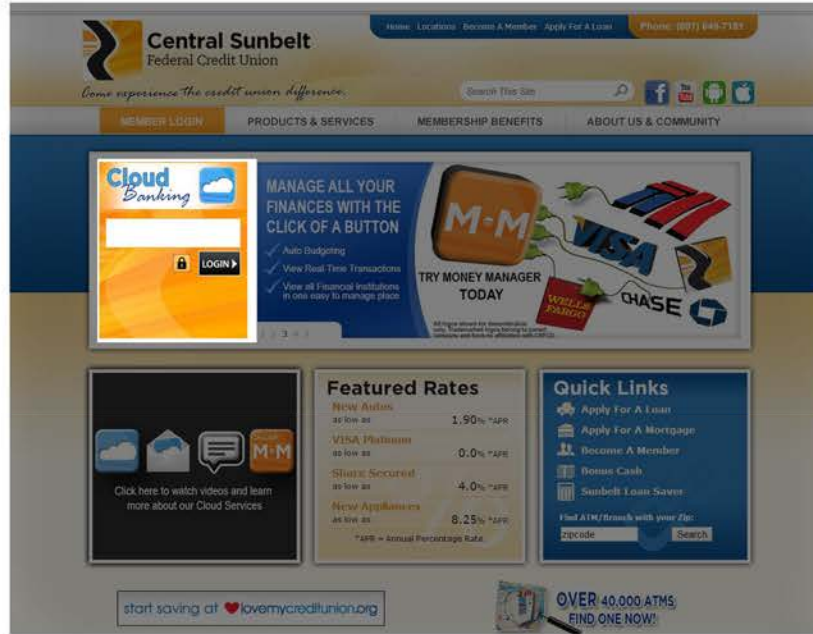 Home Locations Become A Member Apply For A Loan
Phone: (601) 649-7181
Central Sunbelt
Federal Credit Union
Come experience the credit union difference.
Search This Site
You
MEMBER LOGIN
PRODUCTS & SERVICES
MEMBERSHIP BENEFITS
ABOUT US & COMMUNITY
Cloud
Banking
LOGIN
MANAGE ALL YOUR
FINANCES WITH THE
CLICK OF A BUTTON
Auto Budgeting
View Real-Time Transactions
View all Financial Institutions
in one easy to manage place
M M
TRY MONEY MANAGER
TODAY
VISA
WELLS
FARGO
CHASE
3
Click here to watch videos and learn
more about our Cloud Services
M M
Featured Rates
New Autos
as low as 1.90% *APR
VISA Platinum
as low as 0.0% *APR
Share Secured
as low as 4.0% *APR
New Appliances
as low as 8.25% *APR
*APR = Annual Percentage Rate.
Quick Links
Apply For A Loan
Apply For A Mortgage
Become A Member
Bonus Cash
Sunbelt Loan Saver
Find ATM/Branch with your Zip:
zipcode Search
start saving at lovemycreditunion.org
OVER 40,000 ATMS
FIND ONE NOW!